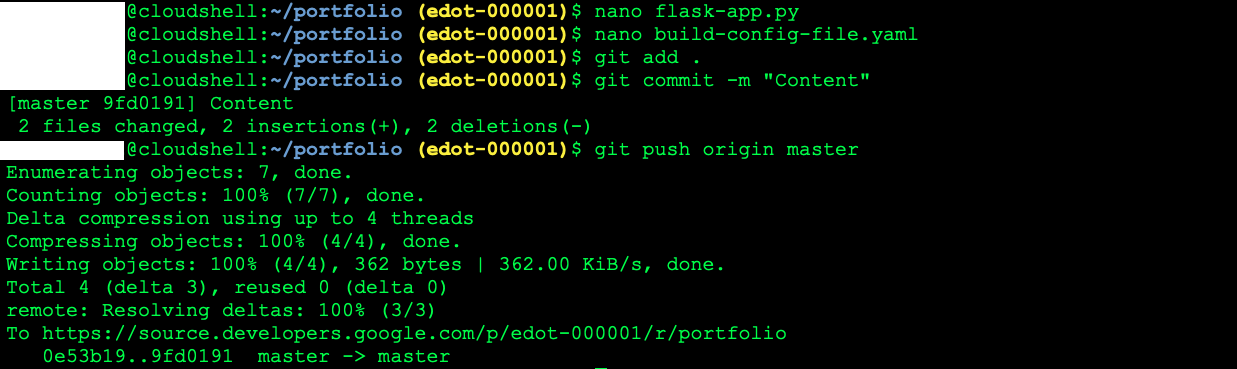 @cloudshell:~/portfolio (edot-000001)$ nano flask-app.py
@cloudshell:~/portfolio (edot-000001)$ nano build-config-file.yaml
@cloudshell:~/portfolio (edot-000001)$ git add .
@cloudshell:~/portfolio (edot-000001)$ git commit -m "Content"
[master 9fd0191] Content
 2 files changed, 2 insertions(+), 2 deletions(-)
@cloudshell:~/portfolio (edot-000001)$ git push origin master
Enumerating objects: 7, done.
Counting objects: 100% (7/7), done.
Delta compression using up to 4 threads
Compressing objects: 100% (4/4), done.
Writing objects: 100% (4/4), 362 bytes | 362.00 KiB/s, done.
Total 4 (delta 3), reused 0 (delta 0)
remote: Resolving deltas: 100% (3/3)
To https://source.developers.google.com/p/edot-000001/r/portfolio
   0e53b19..9fd0191  master -> master